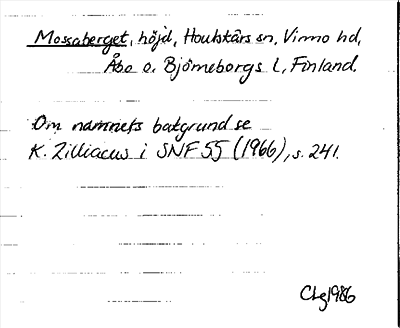 Mossaberget, höjd, Houtskärs sn, Virmo hd,
Åbo o. Björneborgs l, Finland.
Om namnets bakgrund se
K. Zilliacus i SNF 55 (1966), s. 241.
CLg 1986